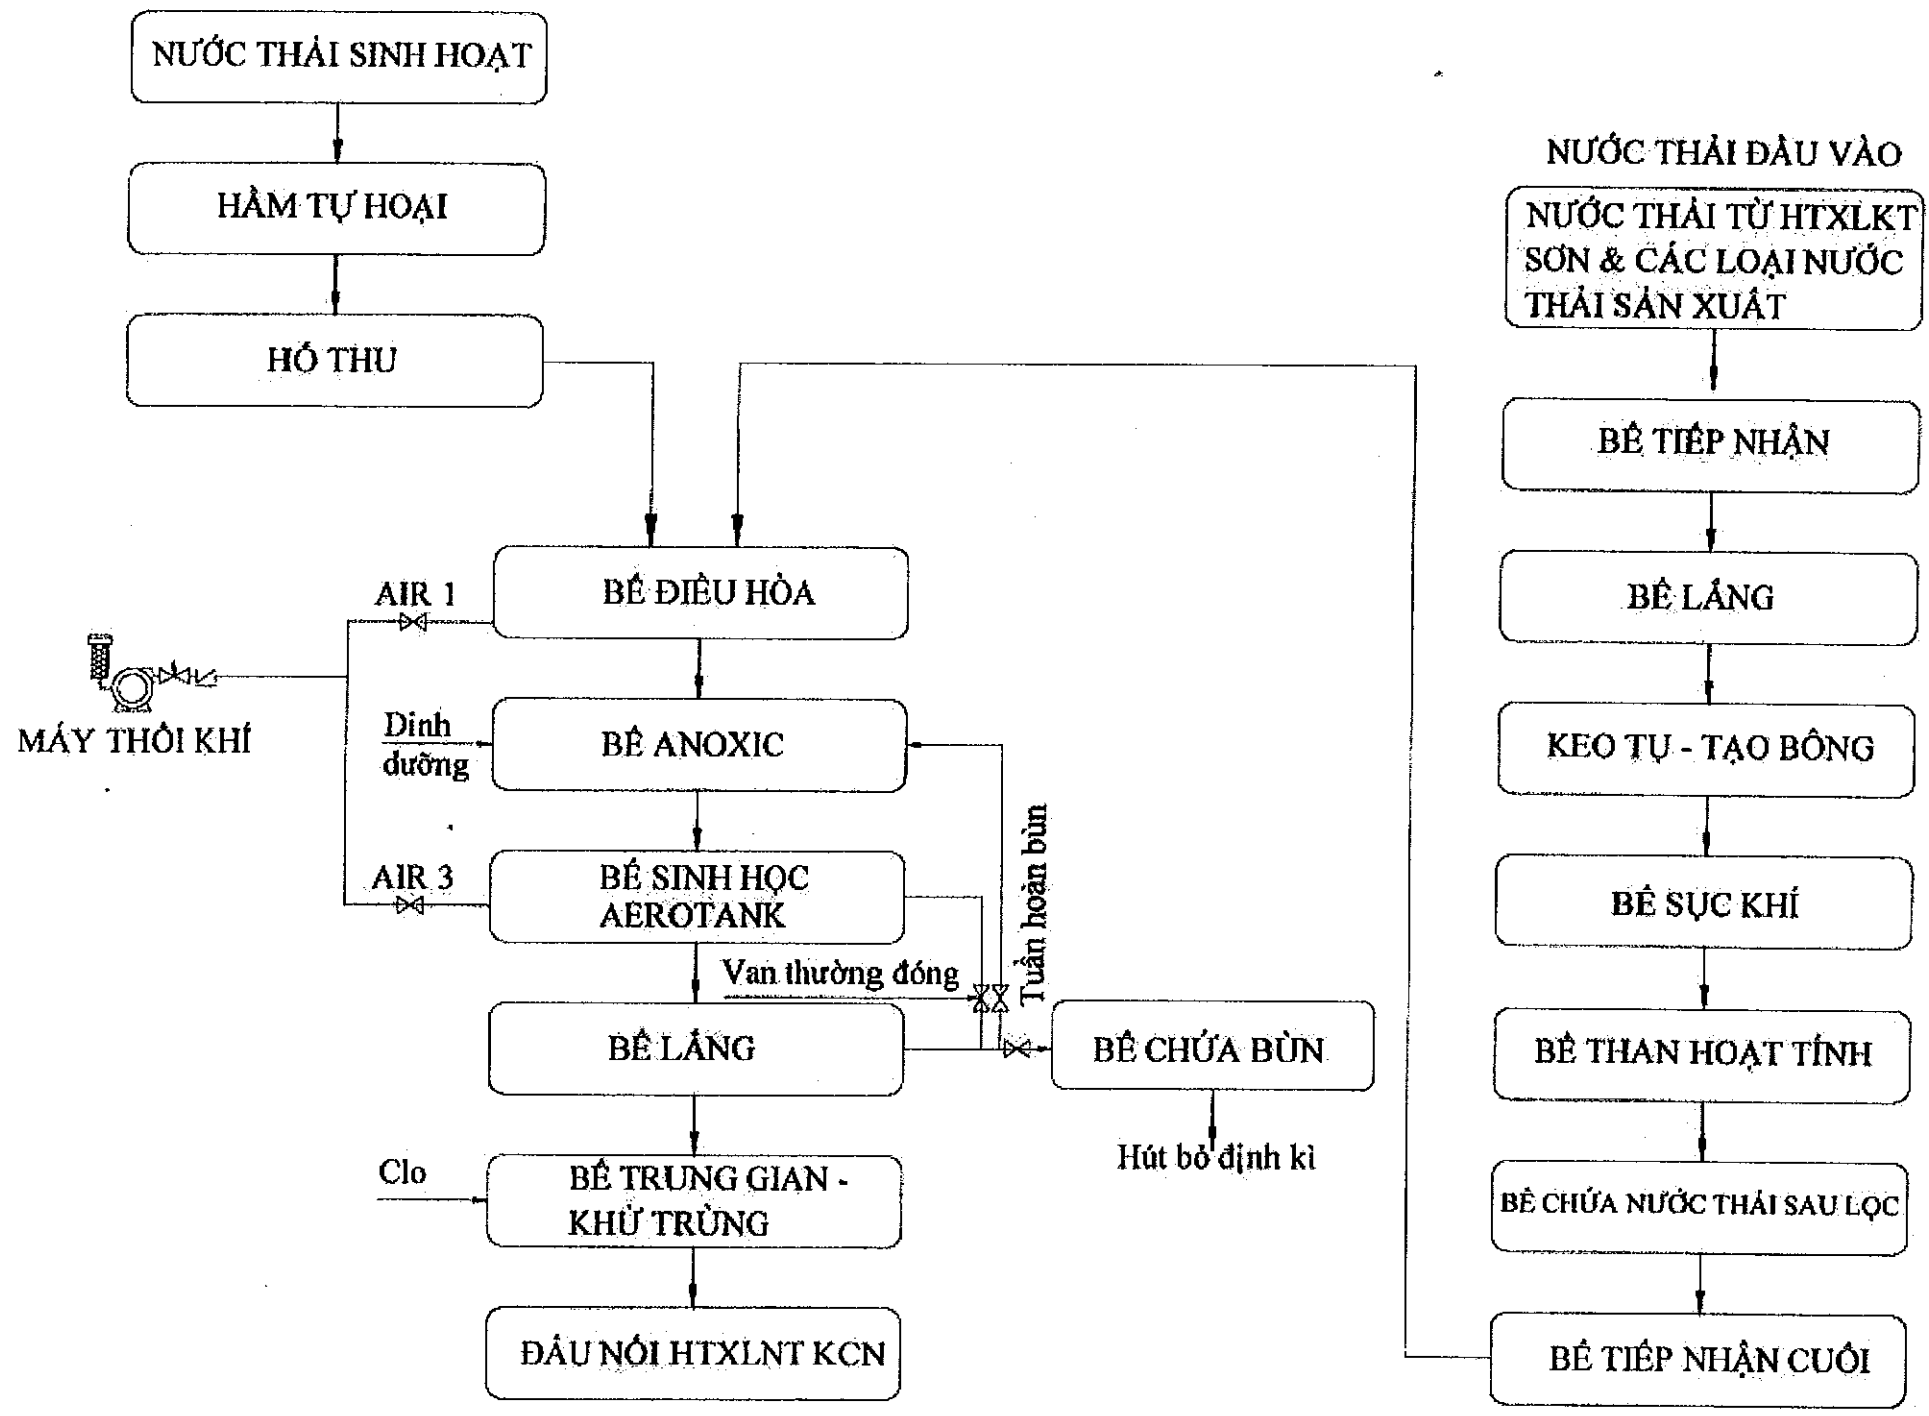 NƯỚC THẢI SINH HOẠT
HẦM TỰ HOẠI
HỐ THU
NƯỚC THẢI ĐẦU VÀO
NƯỚC THẢI TỪ HTXLKT
SƠN & CÁC LOẠI NƯỚC
THẢI SẢN XUẤT
BỂ TIẾP NHẬN
BỂ LẮNG
KEO TỤ - TẠO BÔNG
BỂ SỤC KHÍ
BỂ THAN HOẠT TÍNH
BỂ CHỨA NƯỚC THẢI SAU LỌC
BỂ TIẾP NHẬN CUỐI
BỂ ĐIỀU HÒA
AIR 1
MÁY THỔI KHÍ
Dinh
dưỡng
BỂ ANOXIC
AIR 3
BỂ SINH HỌC
AEROTANK
Tuần hoàn bùn
Van thường đóng
BỂ LẮNG
BỂ CHỨA BÙN
Hút bỏ định kì
Clo
BỂ TRUNG GIAN -
KHỬ TRÙNG
ĐẤU NỐI HTXLNT KCN